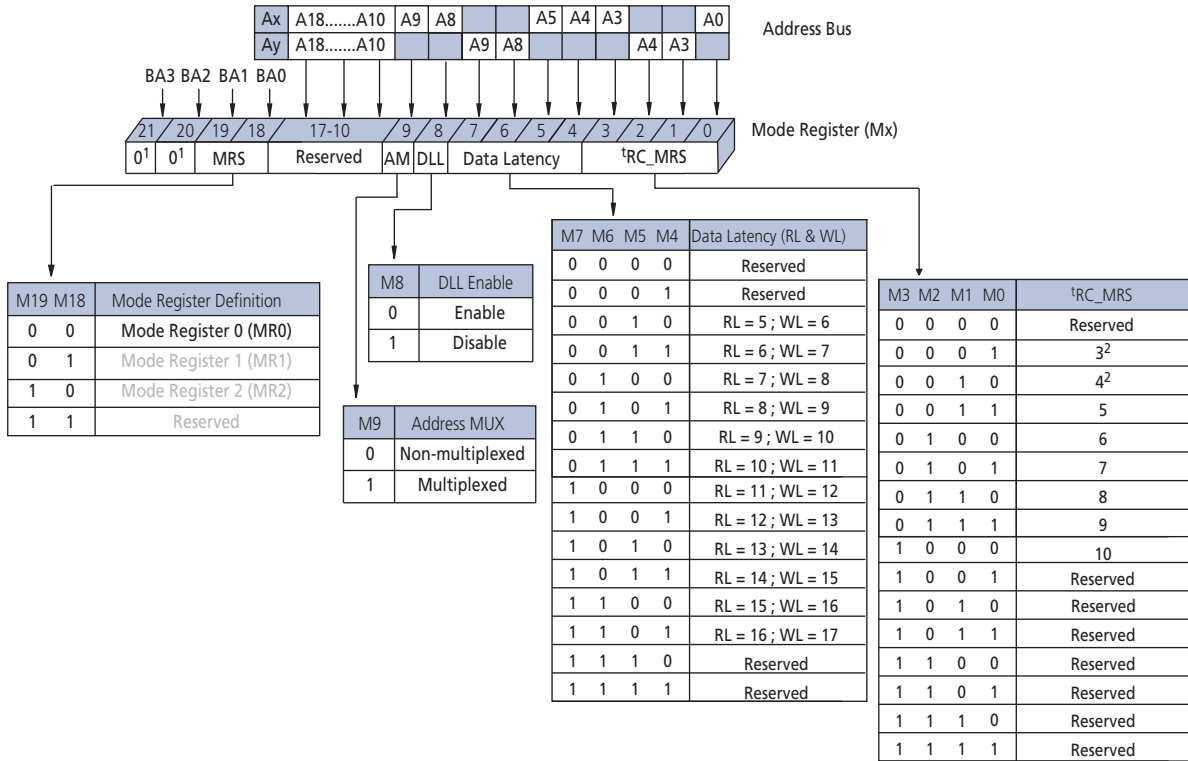 Ax A18.......A10 A9 A8 A5 A4 A3 A0
Address Bus
Ay A18.......A10 A9 A8 A4 A3
BA3 BA2 BA1 BA0
21 20 19 18 17-10 9 8 7 6 5 4 3 2 1 0
Mode Register (Mx)
0¹ 0¹ MRS Reserved AM DLL Data Latency tRC_MRS
M19 M18 Mode Register Definition
0 0 Mode Register 0 (MR0)
0 1 Mode Register 1 (MR1)
1 0 Mode Register 2 (MR2)
1 1 Reserved
M8 DLL Enable
0 Enable
1 Disable
M9 Address MUX
0 Non-multiplexed
1 Multiplexed
M7 M6 M5 M4 Data Latency (RL & WL)
0 0 0 0 Reserved
0 0 0 1 Reserved
0 0 1 0 RL = 5 ; WL = 6
0 0 1 1 RL = 6 ; WL = 7
0 1 0 0 RL = 7 ; WL = 8
0 1 0 1 RL = 8 ; WL = 9
0 1 1 0 RL = 9 ; WL = 10
0 1 1 1 RL = 10 ; WL = 11
1 0 0 0 RL = 11 ; WL = 12
1 0 0 1 RL = 12 ; WL = 13
1 0 1 0 RL = 13 ; WL = 14
1 0 1 1 RL = 14 ; WL = 15
1 1 0 0 RL = 15 ; WL = 16
1 1 0 1 RL = 16 ; WL = 17
1 1 1 0 Reserved
1 1 1 1 Reserved
M3 M2 M1 M0 tRC_MRS
0 0 0 0 Reserved
0 0 0 1 3²
0 0 1 0 4²
0 0 1 1 5
0 1 0 0 6
0 1 0 1 7
0 1 1 0 8
0 1 1 1 9
1 0 0 0 10
1 0 0 1 Reserved
1 0 1 0 Reserved
1 0 1 1 Reserved
1 1 0 0 Reserved
1 1 0 1 Reserved
1 1 1 0 Reserved
1 1 1 1 Reserved